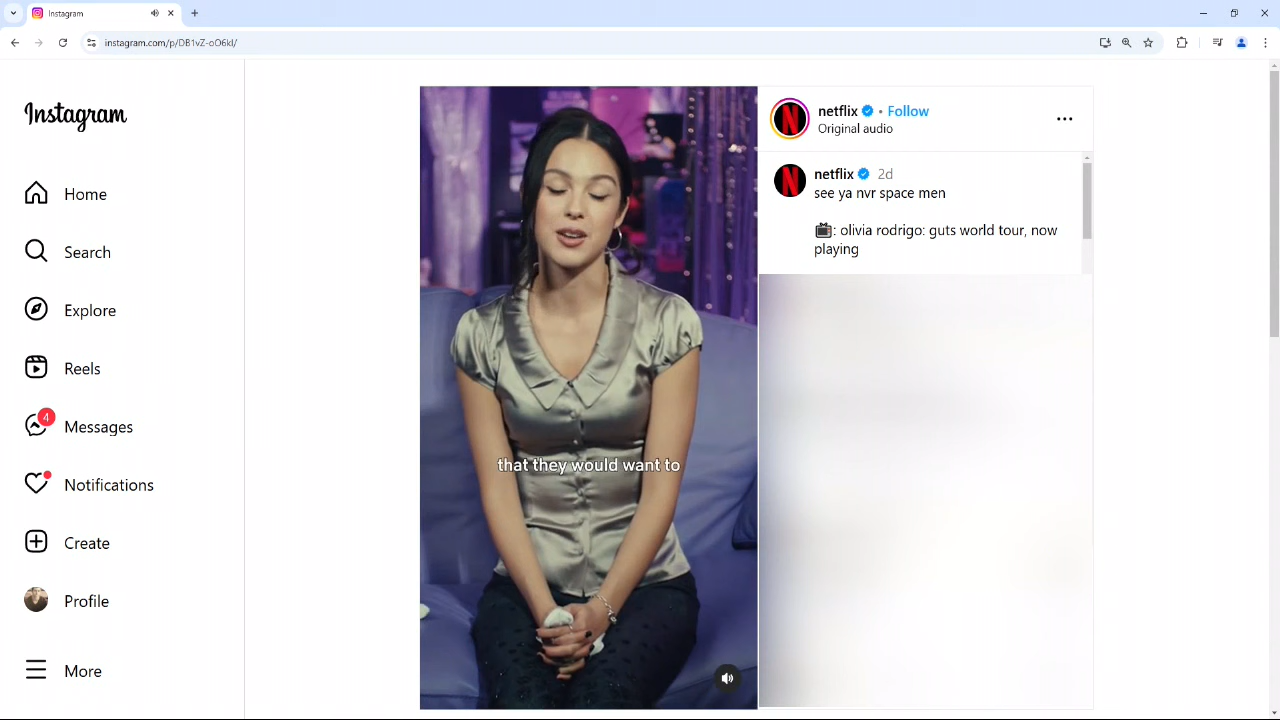 Instagram
instagram.com/p/DB1vZ-oO6kI/
Instagram
Home
Search
Explore
Reels
4
Messages
Notifications
Create
Profile
More
that they would want to
netflix • Follow
Original audio
netflix 2d
see ya nvr space men
📺: olivia rodrigo: guts world tour, now
playing